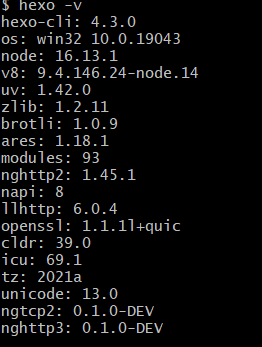 $ hexo -v
hexo-cli: 4.3.0
os: win32 10.0.19043
node: 16.13.1
v8: 9.4.146.24-node.14
uv: 1.42.0
zlib: 1.2.11
brotli: 1.0.9
ares: 1.18.1
modules: 93
nghttp2: 1.45.1
napi: 8
llhttp: 6.0.4
openssl: 1.1.1l+quic
cldr: 39.0
icu: 69.1
tz: 2021a
unicode: 13.0
ngtcp2: 0.1.0-DEV
nghttp3: 0.1.0-DEV